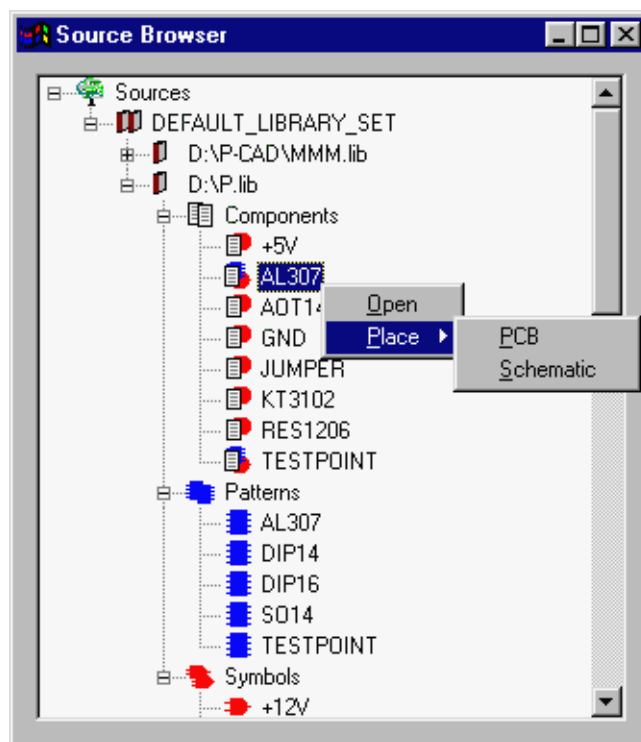 Source Browser
Sources
DEFAULT_LIBRARY_SET
D:\P-CAD\MMM.lib
D:\P.lib
Components
+5V
AL307
Open
GND
Place
PCB
JUMPER
Schematic
KT3102
RES1206
TESTPOINT
Patterns
AL307
DIP14
DIP16
SO14
TESTPOINT
Symbols
+12V